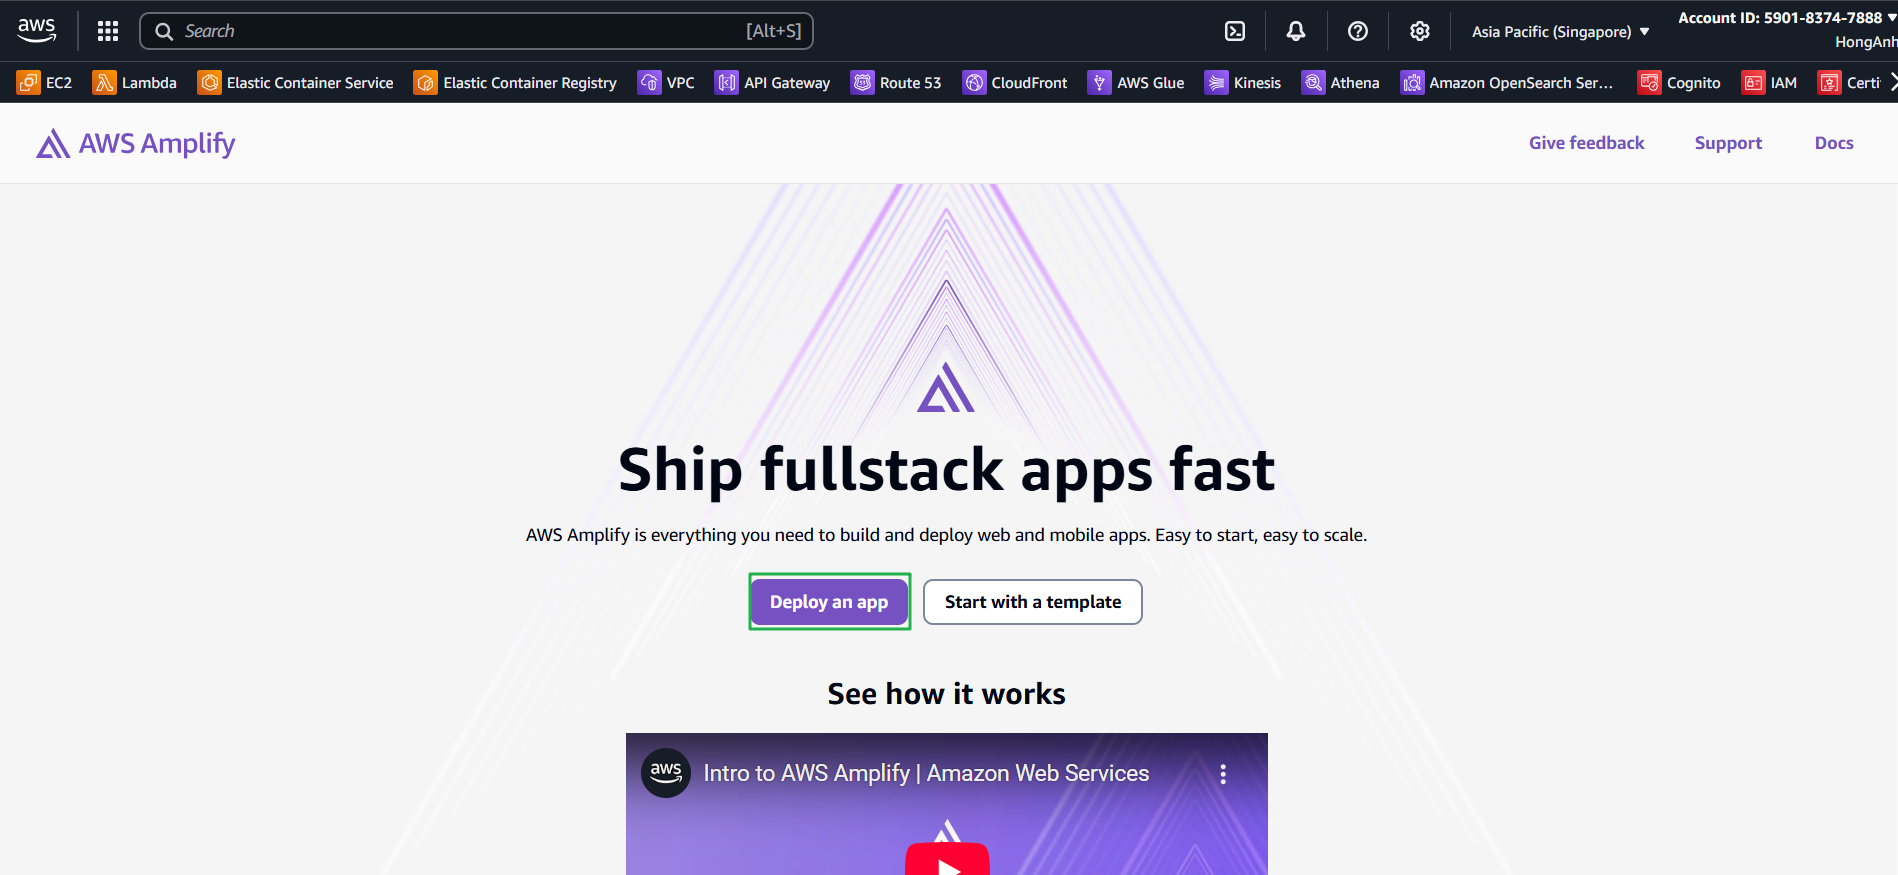 aws
Search [Alt+S]
Asia Pacific (Singapore)
Account ID: 5901-8374-7888
HongAnh
EC2 Lambda Elastic Container Service Elastic Container Registry VPC API Gateway Route 53 CloudFront AWS Glue Kinesis Athena Amazon OpenSearch Ser... Cognito IAM Certi
AWS Amplify
Give feedback Support Docs
Ship fullstack apps fast
AWS Amplify is everything you need to build and deploy web and mobile apps. Easy to start, easy to scale.
Deploy an app Start with a template
See how it works
aws Intro to AWS Amplify | Amazon Web Services